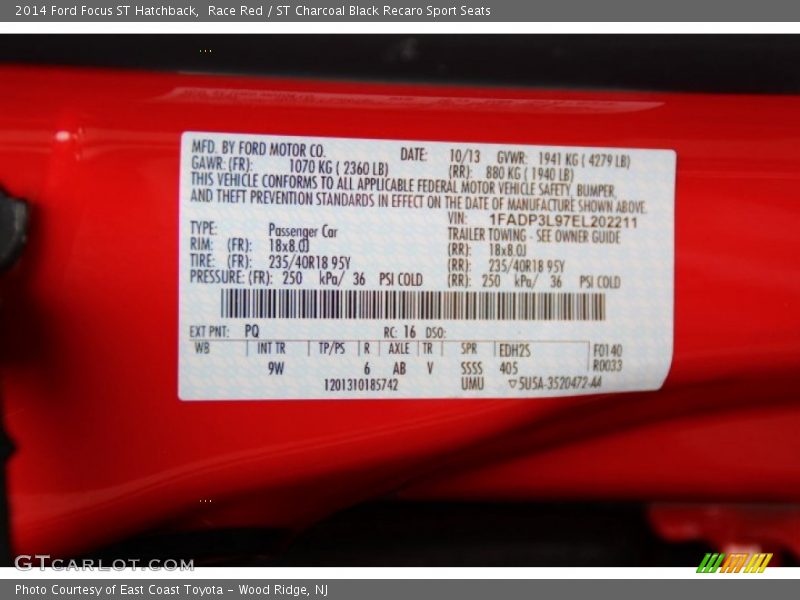 2014 Ford Focus ST Hatchback,  Race Red / ST Charcoal Black Recaro Sport Seats
MFD. BY FORD MOTOR CO. DATE: 10/13 GVWR: 1941 KG ( 4279 LB)
GAWR: (FR): 1070 KG ( 2360 LB) (RR): 880 KG ( 1940 LB)
THIS VEHICLE CONFORMS TO ALL APPLICABLE FEDERAL MOTOR VEHICLE SAFETY, BUMPER,
AND THEFT PREVENTION STANDARDS IN EFFECT ON THE DATE OF MANUFACTURE SHOWN ABOVE.
VIN: 1FADP3L97EL202211
TYPE: Passenger Car TRAILER TOWING - SEE OWNER GUIDE
RIM: (FR): 18x8.0J (RR): 18x8.0J
TIRE: (FR): 235/40R18 95Y (RR): 235/40R18 95Y
PRESSURE: (FR): 250 kPa/ 36 PSI COLD (RR): 250 kPa/ 36 PSI COLD
EXT PNT: PQ RC: 16 DSO:
WB INT TR TP/PS R AXLE TR SPR EDH2S F0140
9W 6 AB V SSSS 405 R0033
1201310185742 UMU ▽5U5A-3520472-AA
GTCARLOT.COM
Photo Courtesy of East Coast Toyota - Wood Ridge, NJ